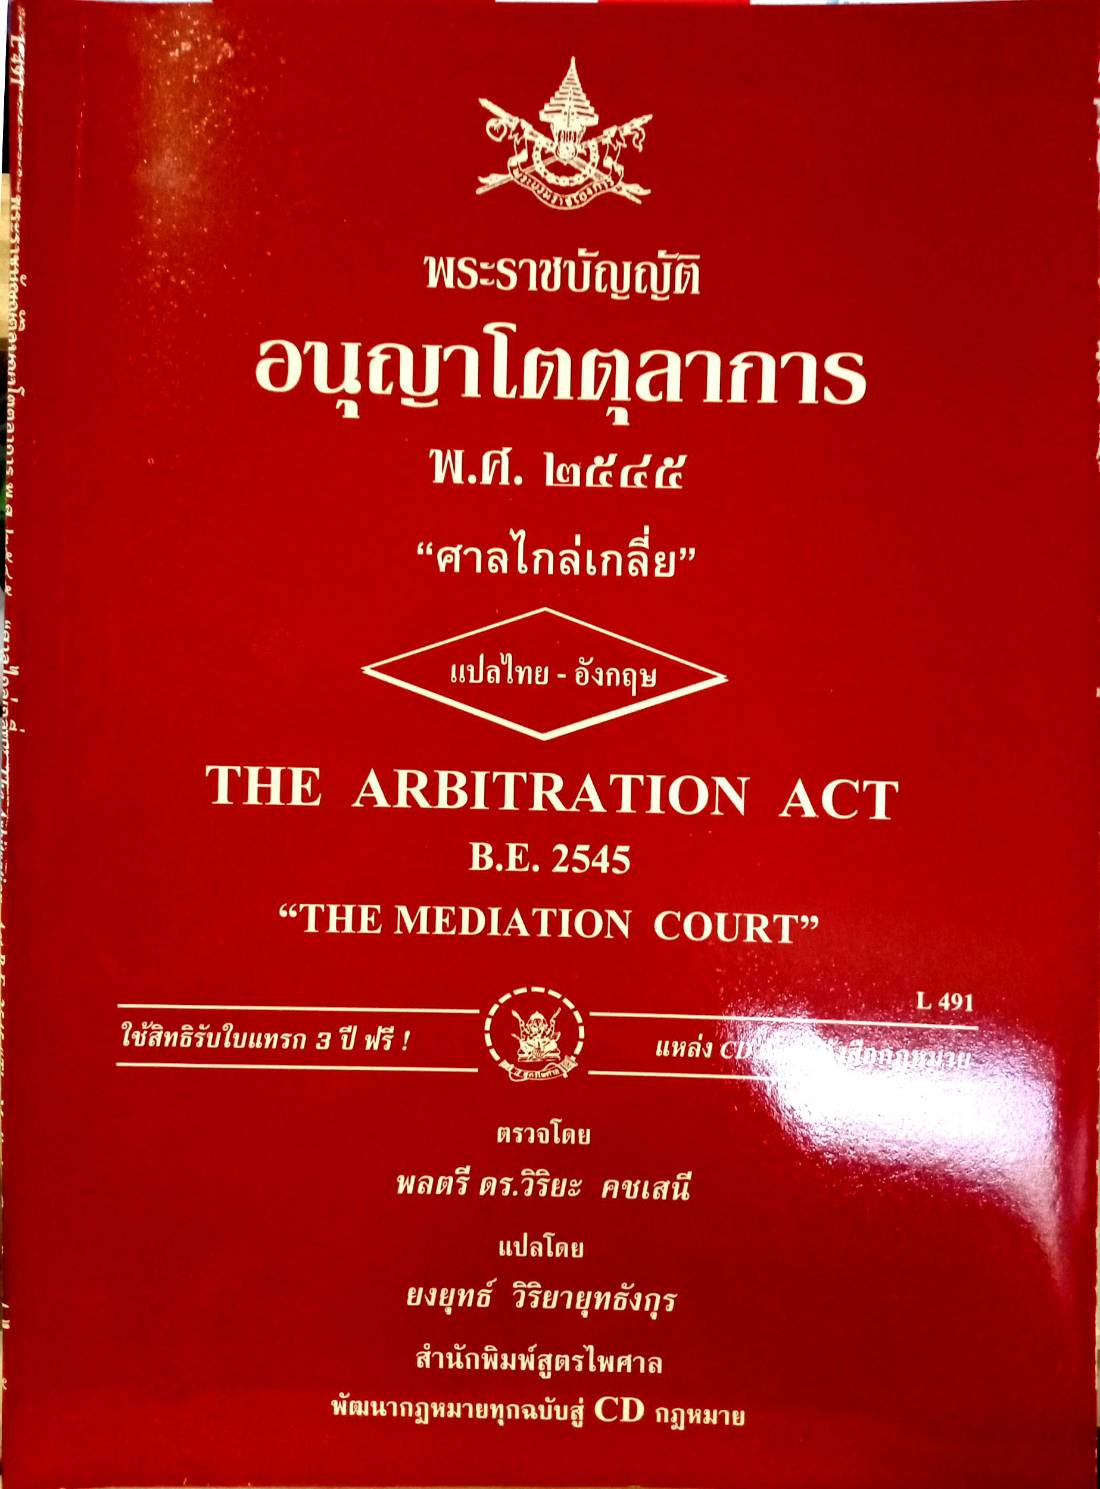 พระราชบัญญัติ
อนุญาโตตุลาการ
พ.ศ. ๒๕๔๕
“ศาลไกล่เกลี่ย”
แปลไทย - อังกฤษ
THE ARBITRATION ACT
B.E. 2545
“THE MEDIATION COURT”
L 491
ใช้สิทธิรับใบแทรก 3 ปี ฟรี !
แหล่ง CD กฎหมาย
ตรวจโดย
พลตรี ดร.วิริยะ คชเสนี
แปลโดย
ยงยุทธ์ วิริยายุทธังกุร
สำนักพิมพ์สูตรไพศาล
พัฒนากฎหมายทุกฉบับสู่ CD กฎหมาย